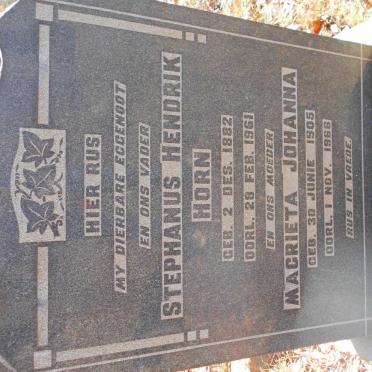 HIER RUS
MY DIERBARE EGGENOOT
EN ONS VADER
STEPHANUS HENDRIK
HORN
GEB. 2 DES. 1882
OORL. 28 FEB. 1961
EN ONS MOEDER
MAGRIETA JOHANNA
GEB. 30 JUNIE 1905
OORL. 1 NOV. 1966
RUS IN VREDE